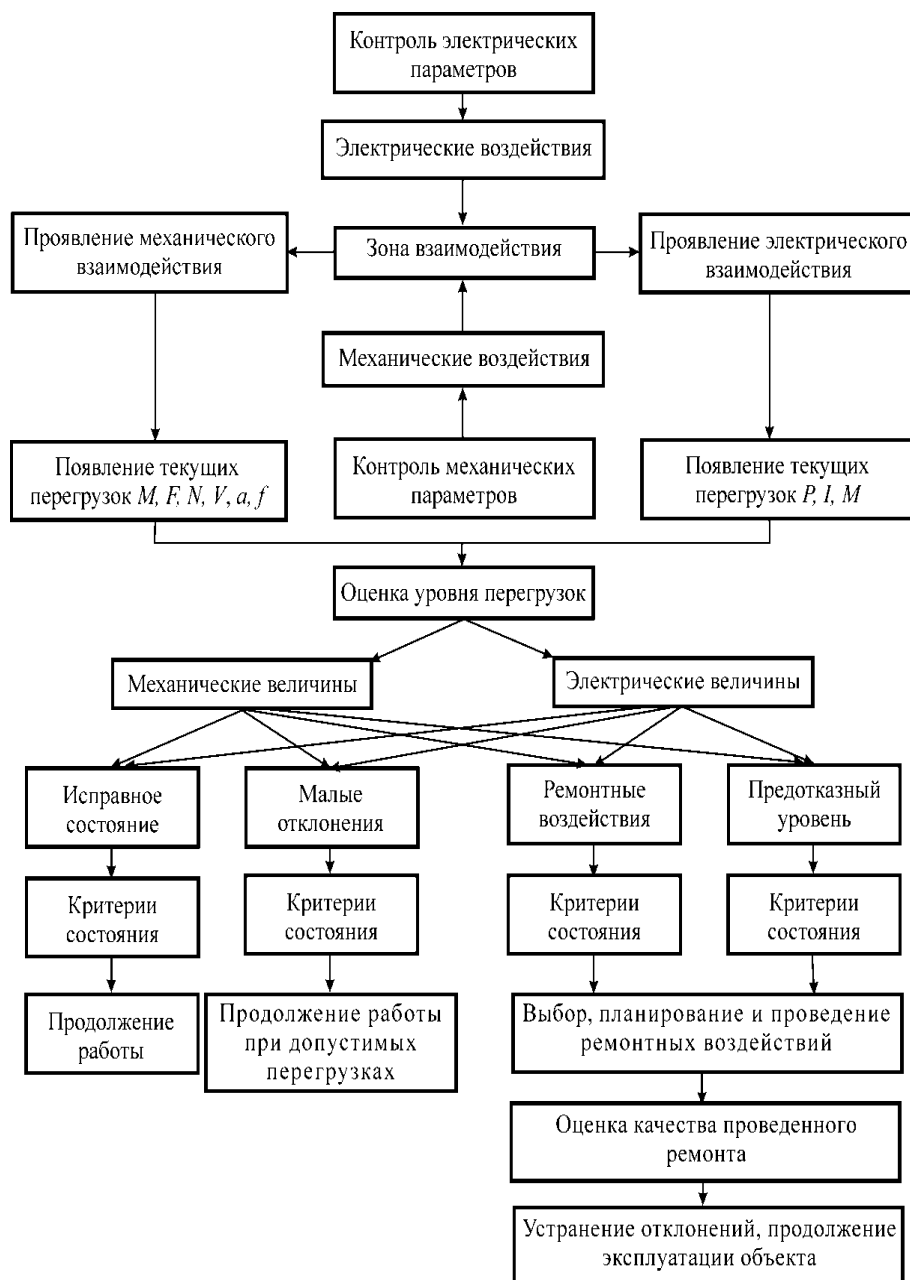 Контроль электрических
параметров
Электрические воздействия
Проявление механического
взаимодействия
Зона взаимодействия
Проявление электрического
взаимодействия
Механические воздействия
Появление текущих
перегрузок M, F, N, V, a, f
Контроль механических
параметров
Появление текущих
перегрузок P, I, M
Оценка уровня перегрузок
Механические величины
Электрические величины
Исправное
состояние
Малые
отклонения
Ремонтные
воздействия
Предотказный
уровень
Критерии
состояния
Критерии
состояния
Критерии
состояния
Критерии
состояния
Продолжение
работы
Продолжение работы
при допустимых
перегрузках
Выбор, планирование и проведение
ремонтных воздействий
Оценка качества проведенного
ремонта
Устранение отклонений, продолжение
эксплуатации объекта